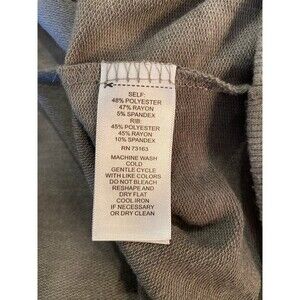 SELF:
48% POLYESTER
47% RAYON
5% SPANDEX
RIB:
45% POLYESTER
45% RAYON
10% SPANDEX
RN 73163
MACHINE WASH
COLD
GENTLE CYCLE
WITH LIKE COLORS
DO NOT BLEACH
RESHAPE AND
DRY FLAT
COOL IRON
IF NECESSARY
OR DRY CLEAN